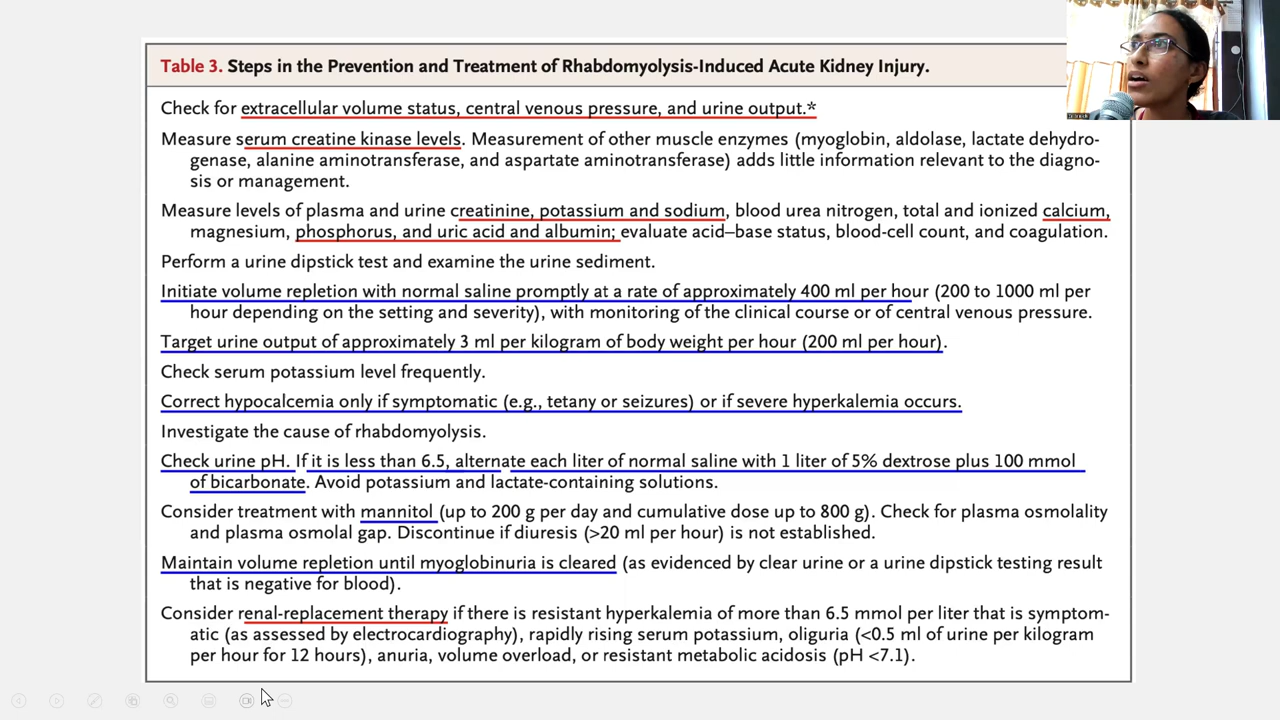 Table 3. Steps in the Prevention and Treatment of Rhabdomyolysis-Induced Acute Kidney Injury.
Check for extracellular volume status, central venous pressure, and urine output.*
Measure serum creatine kinase levels. Measurement of other muscle enzymes (myoglobin, aldolase, lactate dehydro-
genase, alanine aminotransferase, and aspartate aminotransferase) adds little information relevant to the diagno-
sis or management.
Measure levels of plasma and urine creatinine, potassium and sodium, blood urea nitrogen, total and ionized calcium,
magnesium, phosphorus, and uric acid and albumin; evaluate acid–base status, blood-cell count, and coagulation.
Perform a urine dipstick test and examine the urine sediment.
Initiate volume repletion with normal saline promptly at a rate of approximately 400 ml per hour (200 to 1000 ml per
hour depending on the setting and severity), with monitoring of the clinical course or of central venous pressure.
Target urine output of approximately 3 ml per kilogram of body weight per hour (200 ml per hour).
Check serum potassium level frequently.
Correct hypocalcemia only if symptomatic (e.g., tetany or seizures) or if severe hyperkalemia occurs.
Investigate the cause of rhabdomyolysis.
Check urine pH. If it is less than 6.5, alternate each liter of normal saline with 1 liter of 5% dextrose plus 100 mmol
of bicarbonate. Avoid potassium and lactate-containing solutions.
Consider treatment with mannitol (up to 200 g per day and cumulative dose up to 800 g). Check for plasma osmolality
and plasma osmolal gap. Discontinue if diuresis (>20 ml per hour) is not established.
Maintain volume repletion until myoglobinuria is cleared (as evidenced by clear urine or a urine dipstick testing result
that is negative for blood).
Consider renal-replacement therapy if there is resistant hyperkalemia of more than 6.5 mmol per liter that is symptom-
atic (as assessed by electrocardiography), rapidly rising serum potassium, oliguria (<0.5 ml of urine per kilogram
per hour for 12 hours), anuria, volume overload, or resistant metabolic acidosis (pH <7.1).